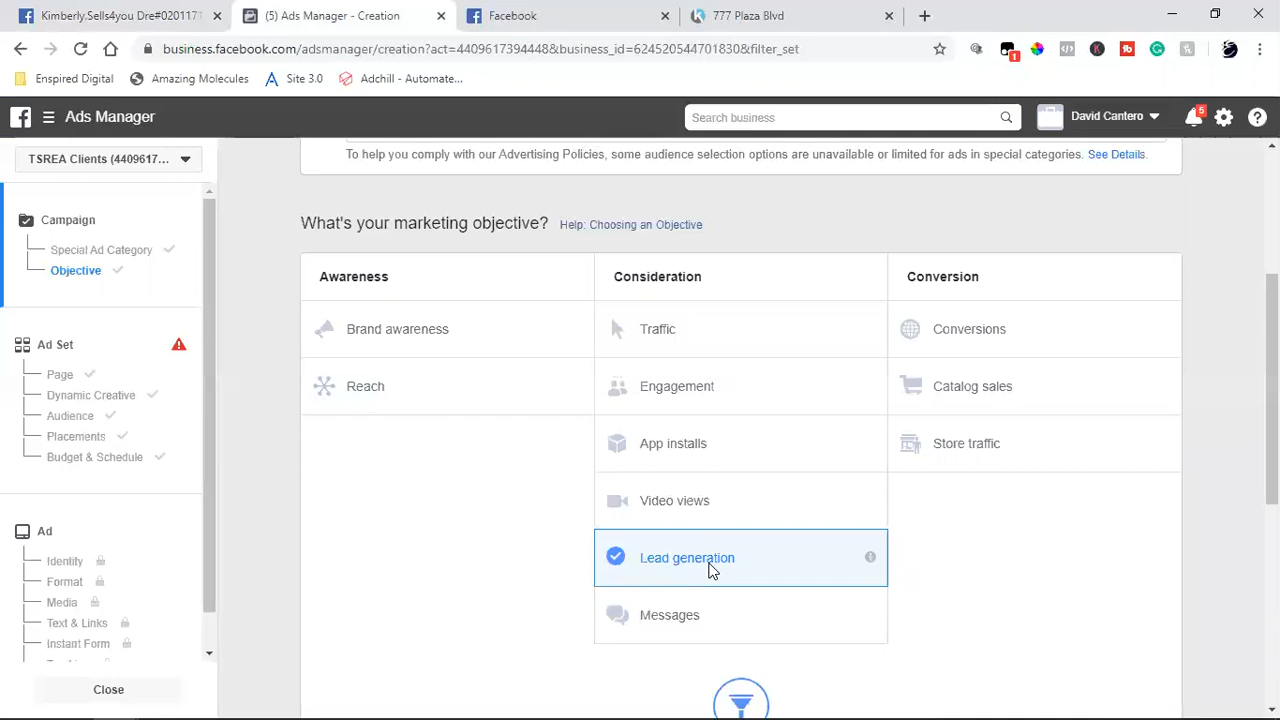 Kimberly.Sells4you Dre#020117
(5) Ads Manager - Creation
Facebook
777 Plaza Blvd
business.facebook.com/adsmanager/creation?act=4409617394448&business_id=624520544701830&filter_set
1
Enspired Digital
Amazing Molecules
Site 3.0
Adchill - Automate...
Ads Manager
Search business
David Cantero
5
TSREA Clients (4409617...
To help you comply with our Advertising Policies, some audience selection options are unavailable or limited for ads in special categories. See Details.
Campaign
Special Ad Category
Objective
What's your marketing objective? Help: Choosing an Objective
Awareness
Consideration
Conversion
Brand awareness
Traffic
Conversions
Reach
Engagement
Catalog sales
App installs
Store traffic
Video views
Lead generation
Messages
Ad Set
Page
Dynamic Creative
Audience
Placements
Budget & Schedule
Ad
Identity
Format
Media
Text & Links
Instant Form
Close